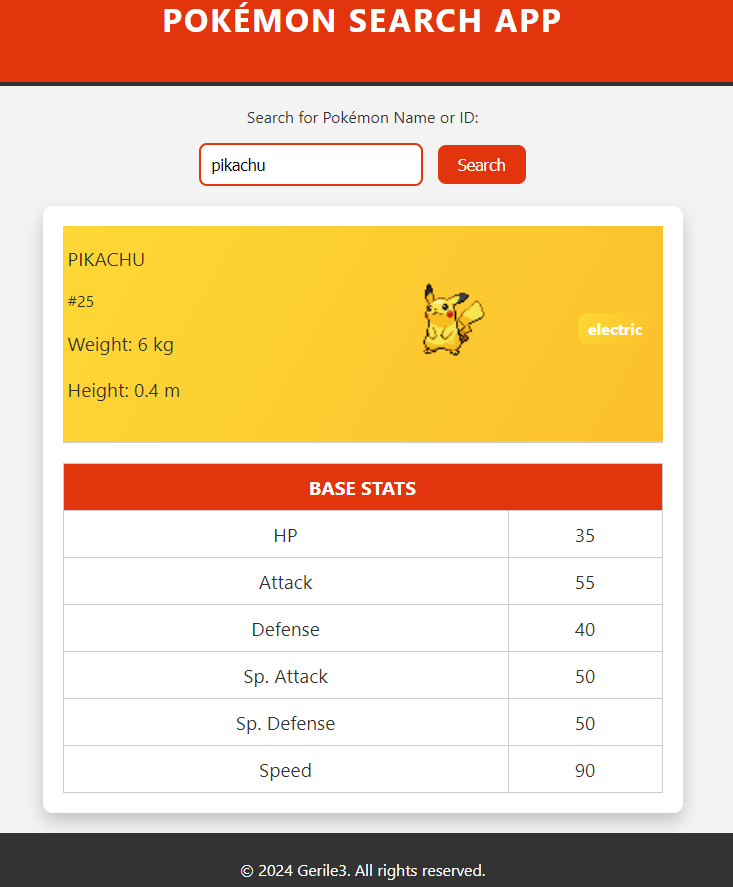 POKÉMON SEARCH APP
Search for Pokémon Name or ID:
pikachu Search
PIKACHU
#25
Weight: 6 kg
Height: 0.4 m
electric
BASE STATS
HP 35
Attack 55
Defense 40
Sp. Attack 50
Sp. Defense 50
Speed 90
© 2024 Gerile3. All rights reserved.